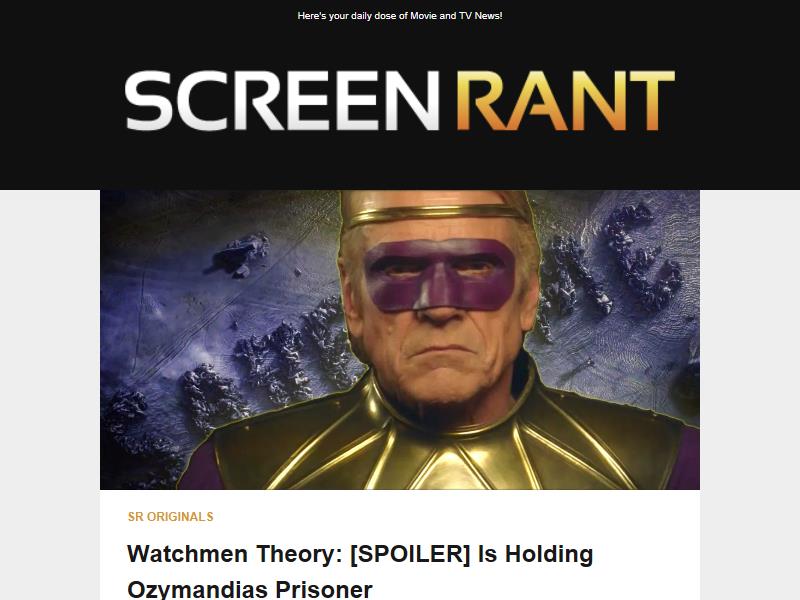 Here's your daily dose of Movie and TV News!
SCREEN RANT
SR ORIGINALS
Watchmen Theory: [SPOILER] Is Holding
Ozymandias Prisoner